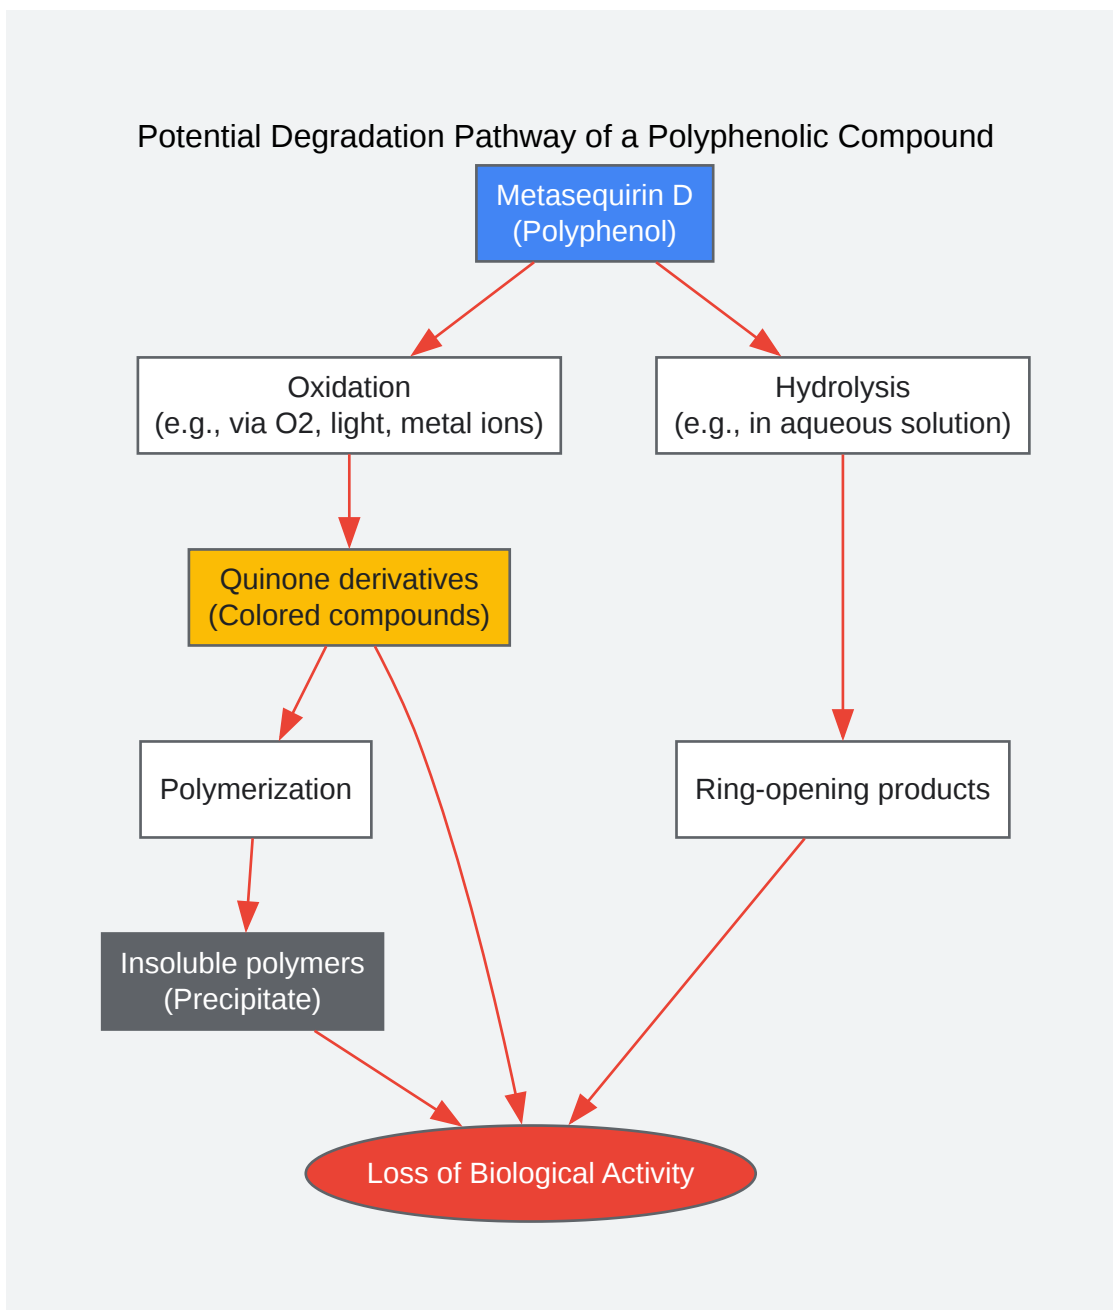 Potential Degradation Pathway of a Polyphenolic Compound
Metasequirin D
(Polyphenol)
Oxidation
(e.g., via O2, light, metal ions)
Hydrolysis
(e.g., in aqueous solution)
Quinone derivatives
(Colored compounds)
Polymerization
Ring-opening products
Insoluble polymers
(Precipitate)
Loss of Biological Activity